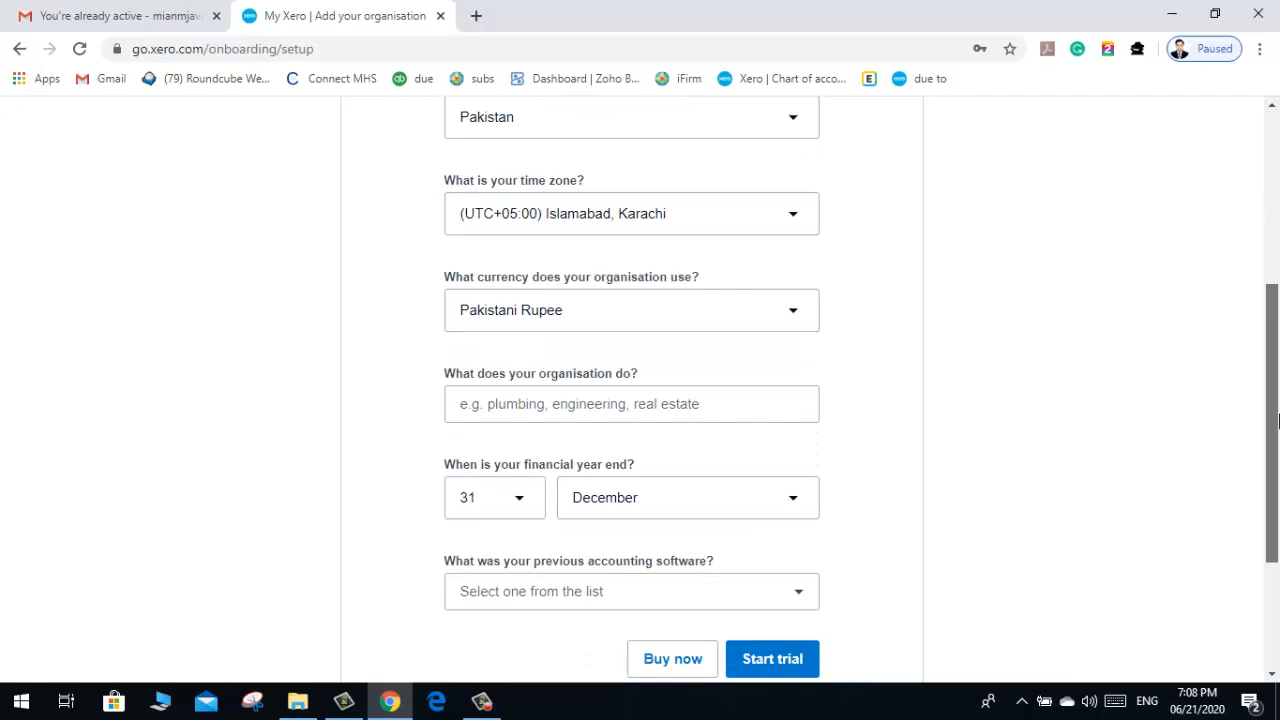 You're already active - mianmjav
My Xero | Add your organisation
go.xero.com/onboarding/setup
Paused
Apps
Gmail
(79) Roundcube We...
Connect MHS
due
subs
Dashboard | Zoho B...
iFirm
Xero | Chart of acco...
due to
Pakistan
What is your time zone?
(UTC+05:00) Islamabad, Karachi
What currency does your organisation use?
Pakistani Rupee
What does your organisation do?
e.g. plumbing, engineering, real estate
When is your financial year end?
31
December
What was your previous accounting software?
Select one from the list
Buy now
Start trial
ENG
7:08 PM
06/21/2020
2